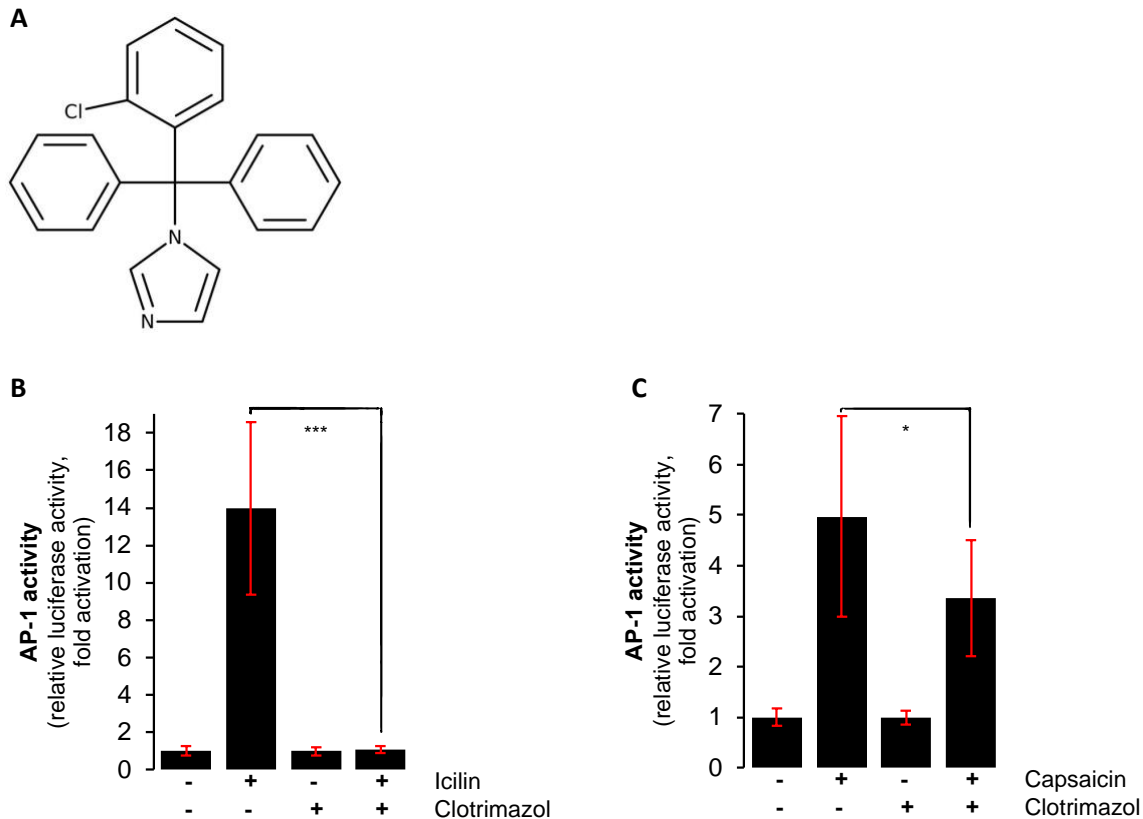 A
Cl
N
N
B
AP-1 activity
(relative luciferase activity,
fold activation)
18
16
14
12
10
8
6
4
2
0
***
- + - + Icilin
- - + + Clotrimazol
C
AP-1 activity
(relative luciferase activity,
fold activation)
7
6
5
4
3
2
1
0
*
- + - + Capsaicin
- - + + Clotrimazol